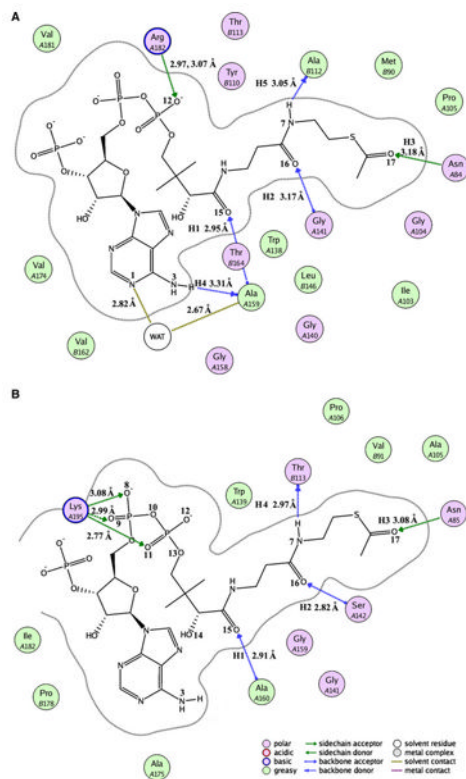 A
Val
A181
Arg
A182
Thr
B113
Tyr
B110
Ala
B112
Met
B90
Pro
A105
2.97, 3.07 Å
12
O⁻
H5 3.05 Å
H
7 N
S
H3
3.18 Å
O
17
Asn
A84
16
H2 3.17 Å
Gly
A141
Gly
A104
15
H1 2.95 Å
Trp
A138
Thr
B164
Leu
B146
Ile
A103
Val
A174
1
3
H4 3.31 Å
Ala
A159
2.82 Å
2.67 Å
WAT
Val
B162
Gly
A158
Gly
A140
B
Pro
A106
Val
B91
Ala
A105
Lys
A195
3.08 Å
2.99 Å
2.77 Å
8
9
10
11
12
13
Trp
A139
Thr
B113
H4 2.97 Å
H
7 N
S
H3 3.08 Å
O
17
Asn
A85
16
H2 2.82 Å
Ser
A142
HO
14
15
H1 2.91 Å
Gly
A159
Gly
A141
Ala
A160
Ile
A182
Pro
B178
3
Ala
A175
polar
acidic
basic
greasy
sidechain acceptor
sidechain donor
backbone acceptor
backbone donor
solvent residue
metal complex
solvent contact
metal contact